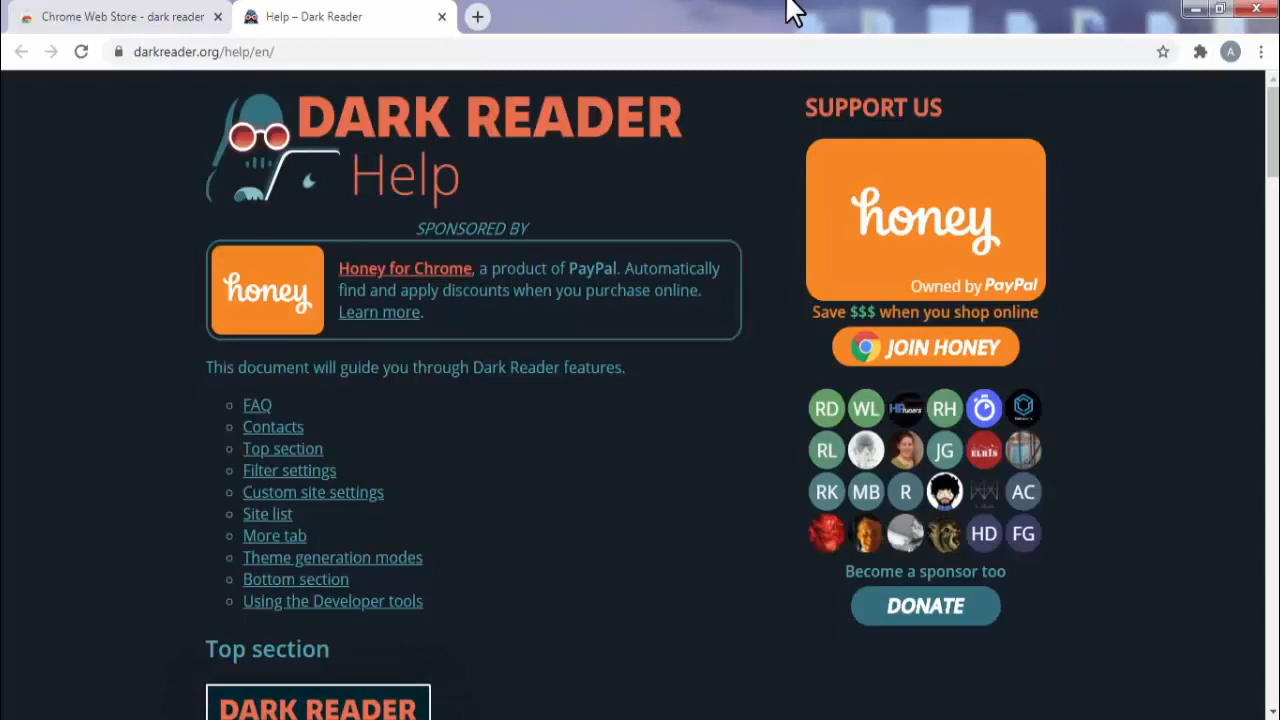 Chrome Web Store - dark reader
Help – Dark Reader
darkreader.org/help/en/
A
DARK READER
Help
SPONSORED BY
honey
Honey for Chrome, a product of PayPal. Automatically
find and apply discounts when you purchase online.
Learn more.
This document will guide you through Dark Reader features.
FAQ
Contacts
Top section
Filter settings
Custom site settings
Site list
More tab
Theme generation modes
Bottom section
Using the Developer tools
Top section
DARK READER
SUPPORT US
honey
Owned by PayPal
Save $$$ when you shop online
JOIN HONEY
RD WL HP tuners RH
RL JG ELRIS
RK MB R AC
HD FG
Become a sponsor too
DONATE